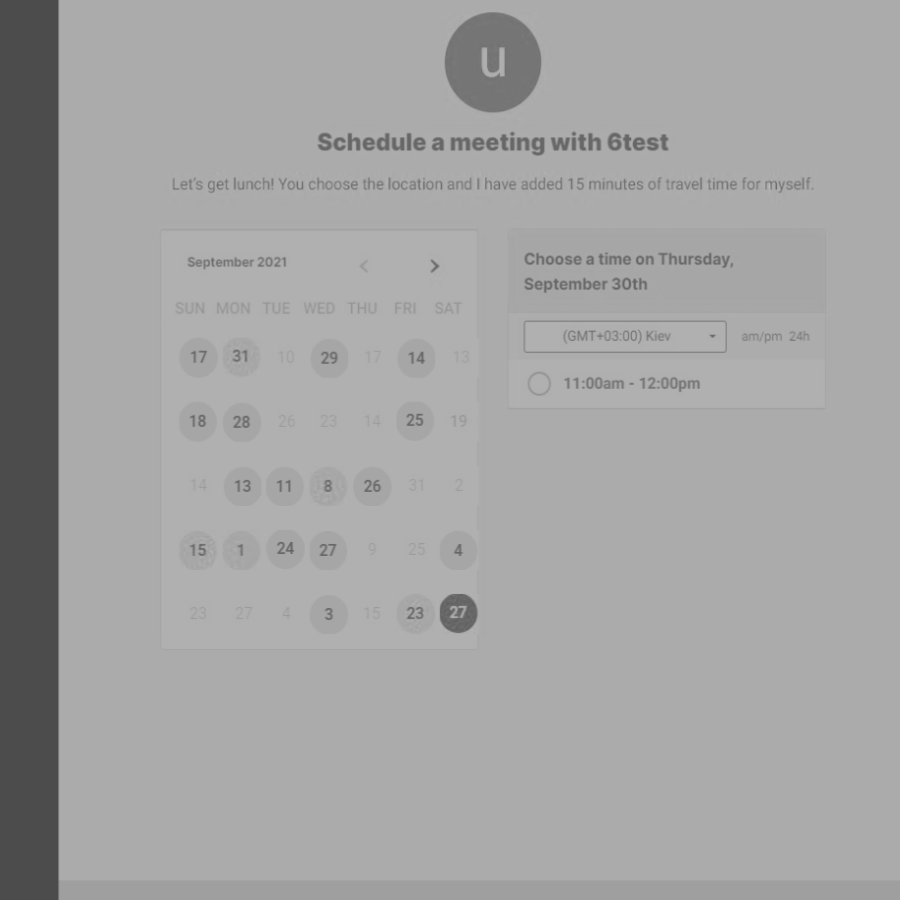 u
Schedule a meeting with 6test
Let's get lunch! You choose the location and I have added 15 minutes of travel time for myself.
September 2021
SUN MON TUE WED THU FRI SAT
17 31 10 29 17 14 13
18 28 26 23 14 25 19
14 13 11 8 26 31 2
15 1 24 27 9 25 4
23 27 4 3 15 23 27
Choose a time on Thursday,
September 30th
(GMT+03:00) Kiev am/pm 24h
11:00am - 12:00pm